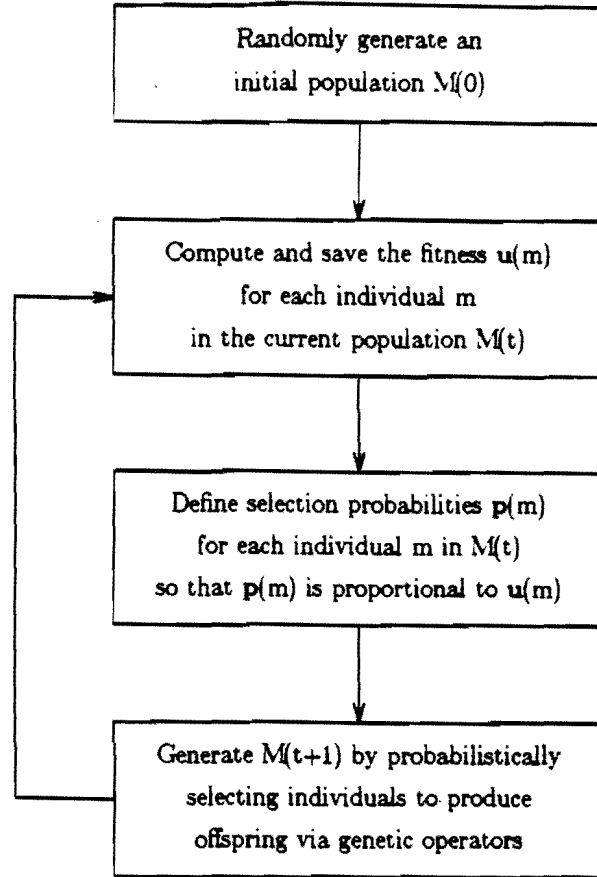 Randomly generate an
initial population M(0)
Compute and save the fitness u(m)
for each individual m
in the current population M(t)
Define selection probabilities p(m)
for each individual m in M(t)
so that p(m) is proportional to u(m)
Generate M(t+1) by probabilistically
selecting individuals to produce
offspring via genetic operators